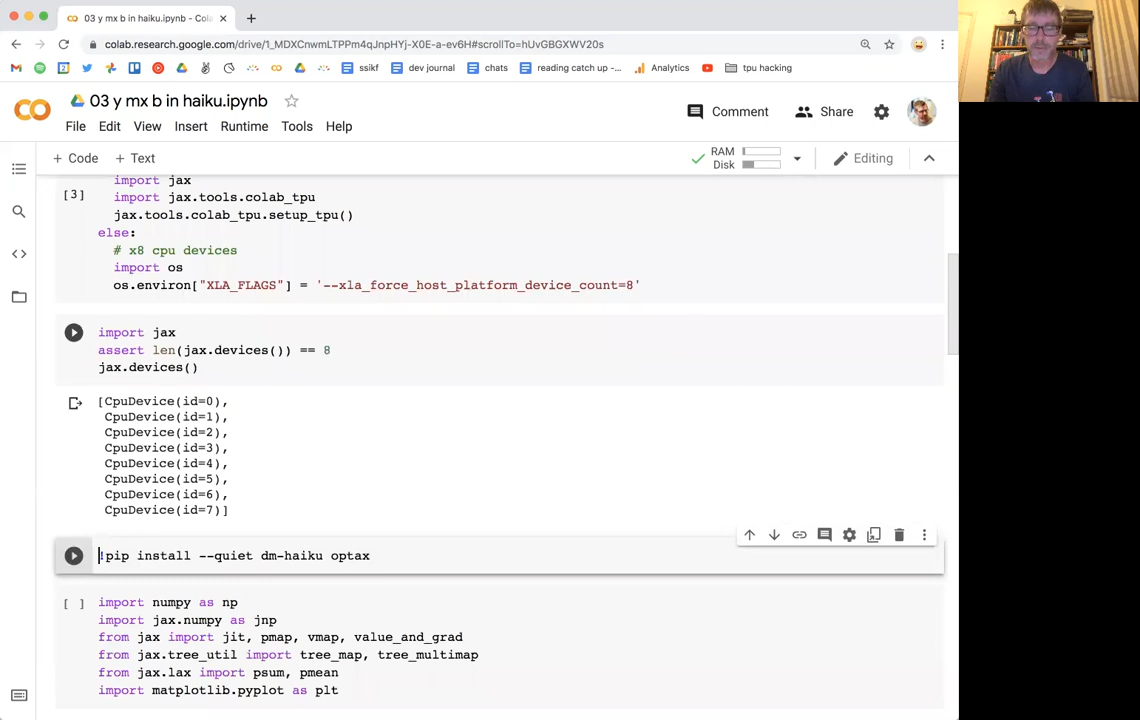 03 y mx b in haiku.ipynb - Cola
colab.research.google.com/drive/1_MDXCnwmLTPPm4qJnpHYj-X0E-a-ev6H#scrollTo=hUvGBGXWV20s
ssikf
dev journal
chats
reading catch up -...
Analytics
tpu hacking
03 y mx b in haiku.ipynb
Comment
Share
File Edit View Insert Runtime Tools Help
+ Code + Text
RAM
Disk
Editing
import jax
[3]
import jax.tools.colab_tpu
jax.tools.colab_tpu.setup_tpu()
else:
# x8 cpu devices
import os
os.environ["XLA_FLAGS"] = '--xla_force_host_platform_device_count=8'
import jax
assert len(jax.devices()) == 8
jax.devices()
[CpuDevice(id=0),
CpuDevice(id=1),
CpuDevice(id=2),
CpuDevice(id=3),
CpuDevice(id=4),
CpuDevice(id=5),
CpuDevice(id=6),
CpuDevice(id=7)]
!pip install --quiet dm-haiku optax
[ ] import numpy as np
import jax.numpy as jnp
from jax import jit, pmap, vmap, value_and_grad
from jax.tree_util import tree_map, tree_multimap
from jax.lax import psum, pmean
import matplotlib.pyplot as plt